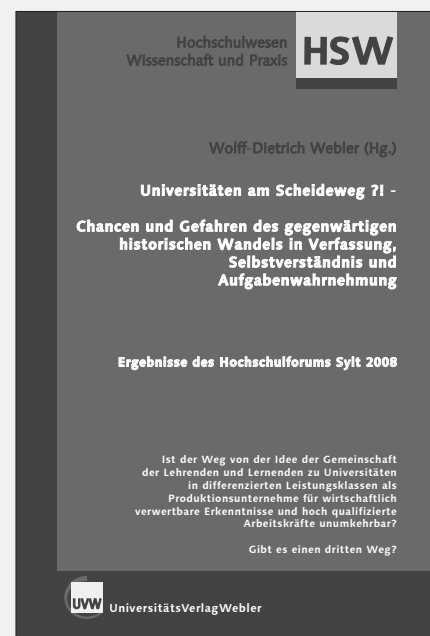 Hochschulwesen
Wissenschaft und Praxis
HSW
Wolff-Dietrich Webler (Hg.)
Universitäten am Scheideweg ?! -
Chancen und Gefahren des gegenwärtigen
historischen Wandels in Verfassung,
Selbstverständnis und
Aufgabenwahrnehmung
Ergebnisse des Hochschulforums Sylt 2008
Ist der Weg von der Idee der Gemeinschaft
der Lehrenden und Lernenden zu Universitäten
in differenzierten Leistungsklassen als
Produktionsunternehme für wirtschaftlich
verwertbare Erkenntnisse und hoch qualifizierte
Arbeitskräfte unumkehrbar?
Gibt es einen dritten Weg?
UVW
UniversitätsVerlagWebler